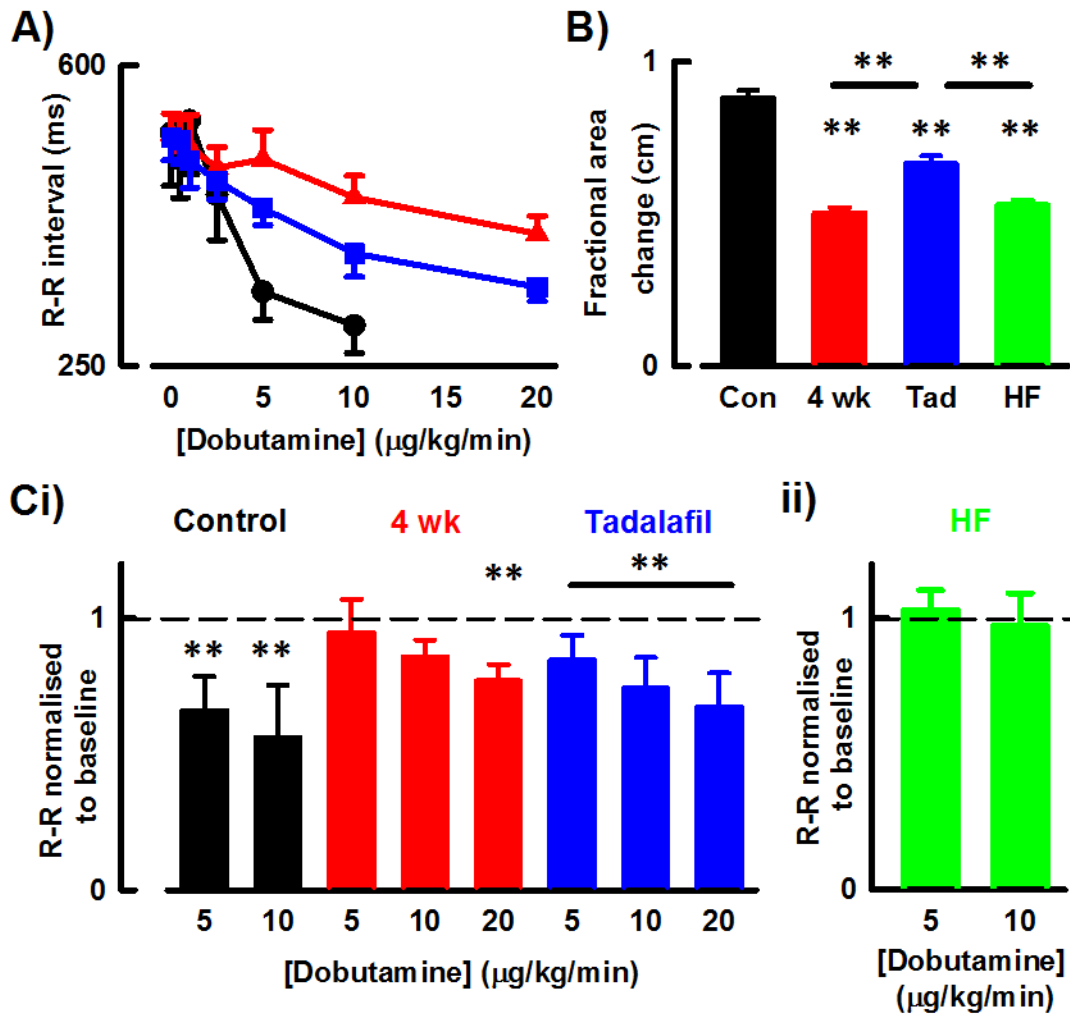 A)
600
R-R interval (ms)
250
0 5 10 15 20
[Dobutamine] (μg/kg/min)
B)
1
** **
** ** **
Fractional area
change (cm)
0
Con 4 wk Tad HF
Ci)
Control 4 wk Tadalafil
** **
1
** **
R-R normalised
to baseline
0
5 10 5 10 20 5 10 20
[Dobutamine] (μg/kg/min)
ii)
HF
1
R-R normalised
to baseline
0
5 10
[Dobutamine]
(μg/kg/min)